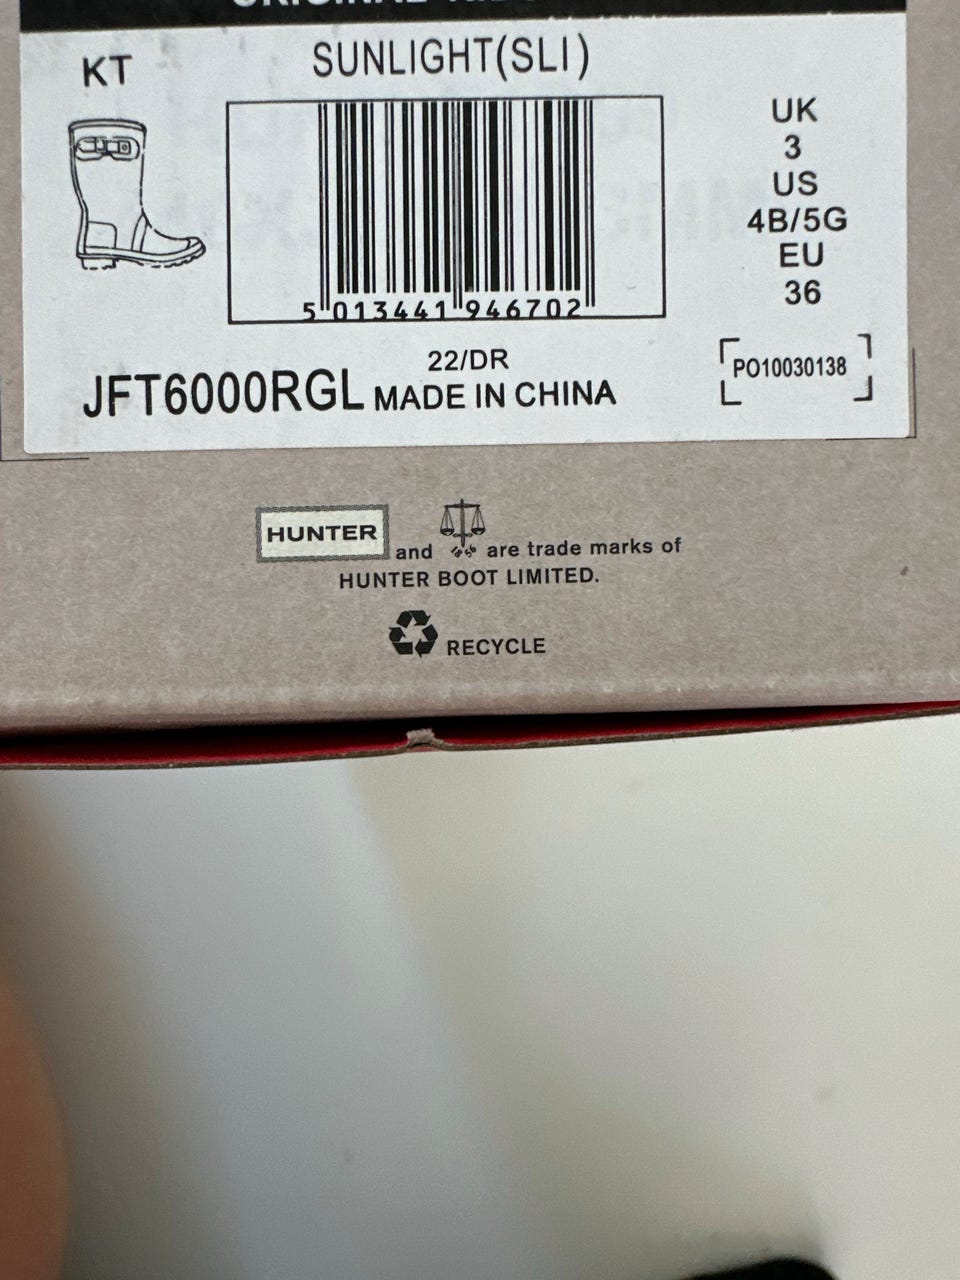 ORIGINAL
KT
SUNLIGHT(SLI)
UK
3
US
4B/5G
EU
36
5 013441 946702
22/DR
JFT6000RGL MADE IN CHINA
PO10030138
HUNTER and are trade marks of
HUNTER BOOT LIMITED.
RECYCLE